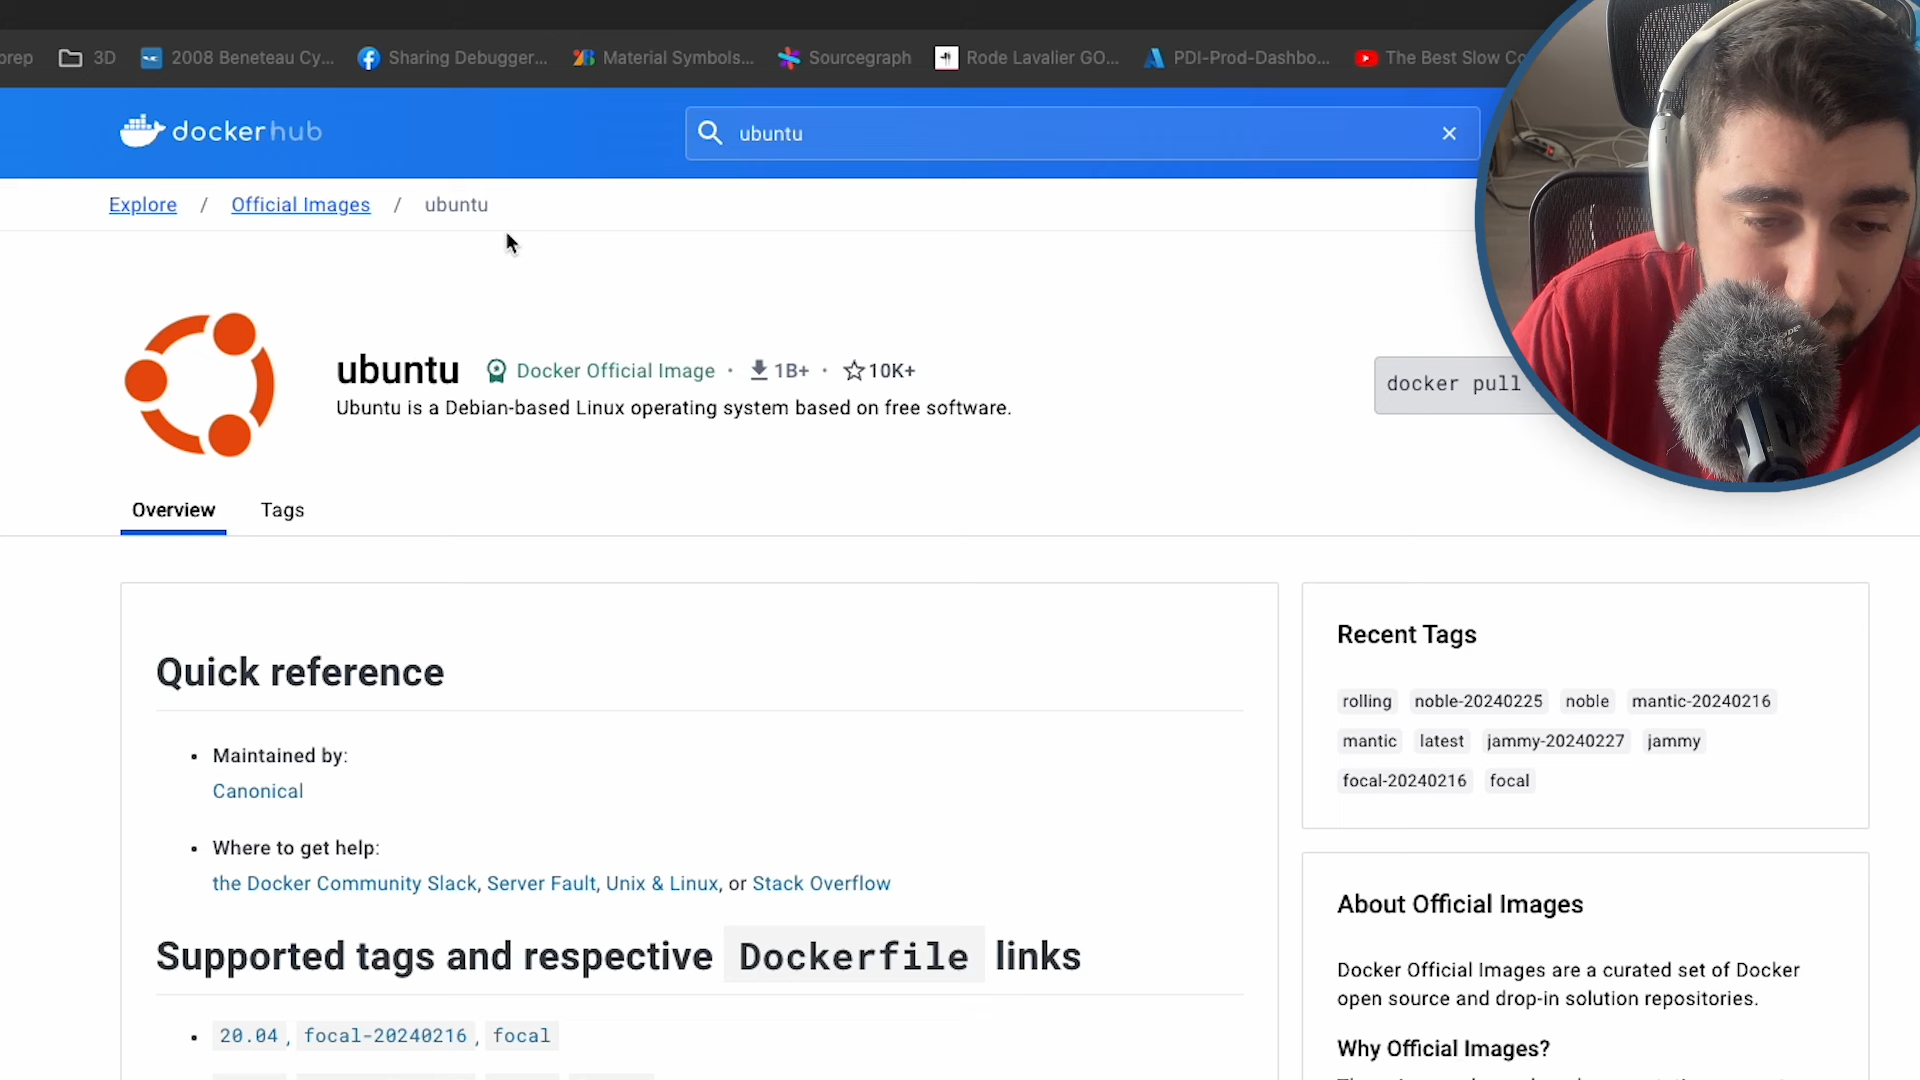 prep 3D 2008 Beneteau Cy... Sharing Debugger... Material Symbols... Sourcegraph Rode Lavalier GO... PDI-Prod-Dashbo... The Best Slow Co
dockerhub ubuntu
Explore / Official Images / ubuntu
ubuntu Docker Official Image · 1B+ · 10K+
docker pull
Ubuntu is a Debian-based Linux operating system based on free software.
Overview Tags
Quick reference
• Maintained by:
Canonical
• Where to get help:
the Docker Community Slack, Server Fault, Unix & Linux, or Stack Overflow
Supported tags and respective Dockerfile links
• 20.04, focal-20240216, focal
Recent Tags
rolling noble-20240225 noble mantic-20240216
mantic latest jammy-20240227 jammy
focal-20240216 focal
About Official Images
Docker Official Images are a curated set of Docker
open source and drop-in solution repositories.
Why Official Images?